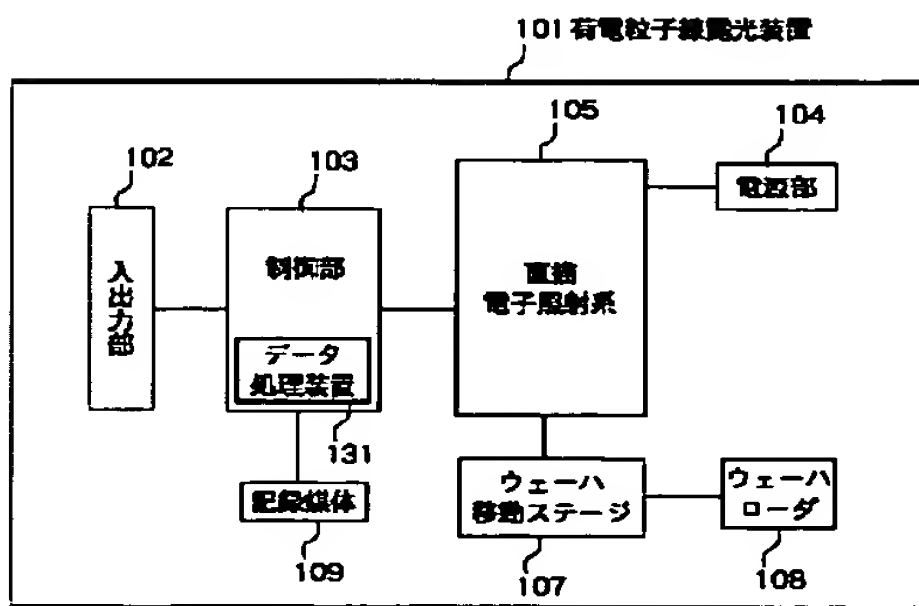 101 荷電粒子線露光装置
105
104
102
103
電源部
入出力部
制御部
直描
電子照射系
データ
処理装置
131
記録媒体
109
ウェーハ
移動ステージ
107
ウェーハ
ローダ
108